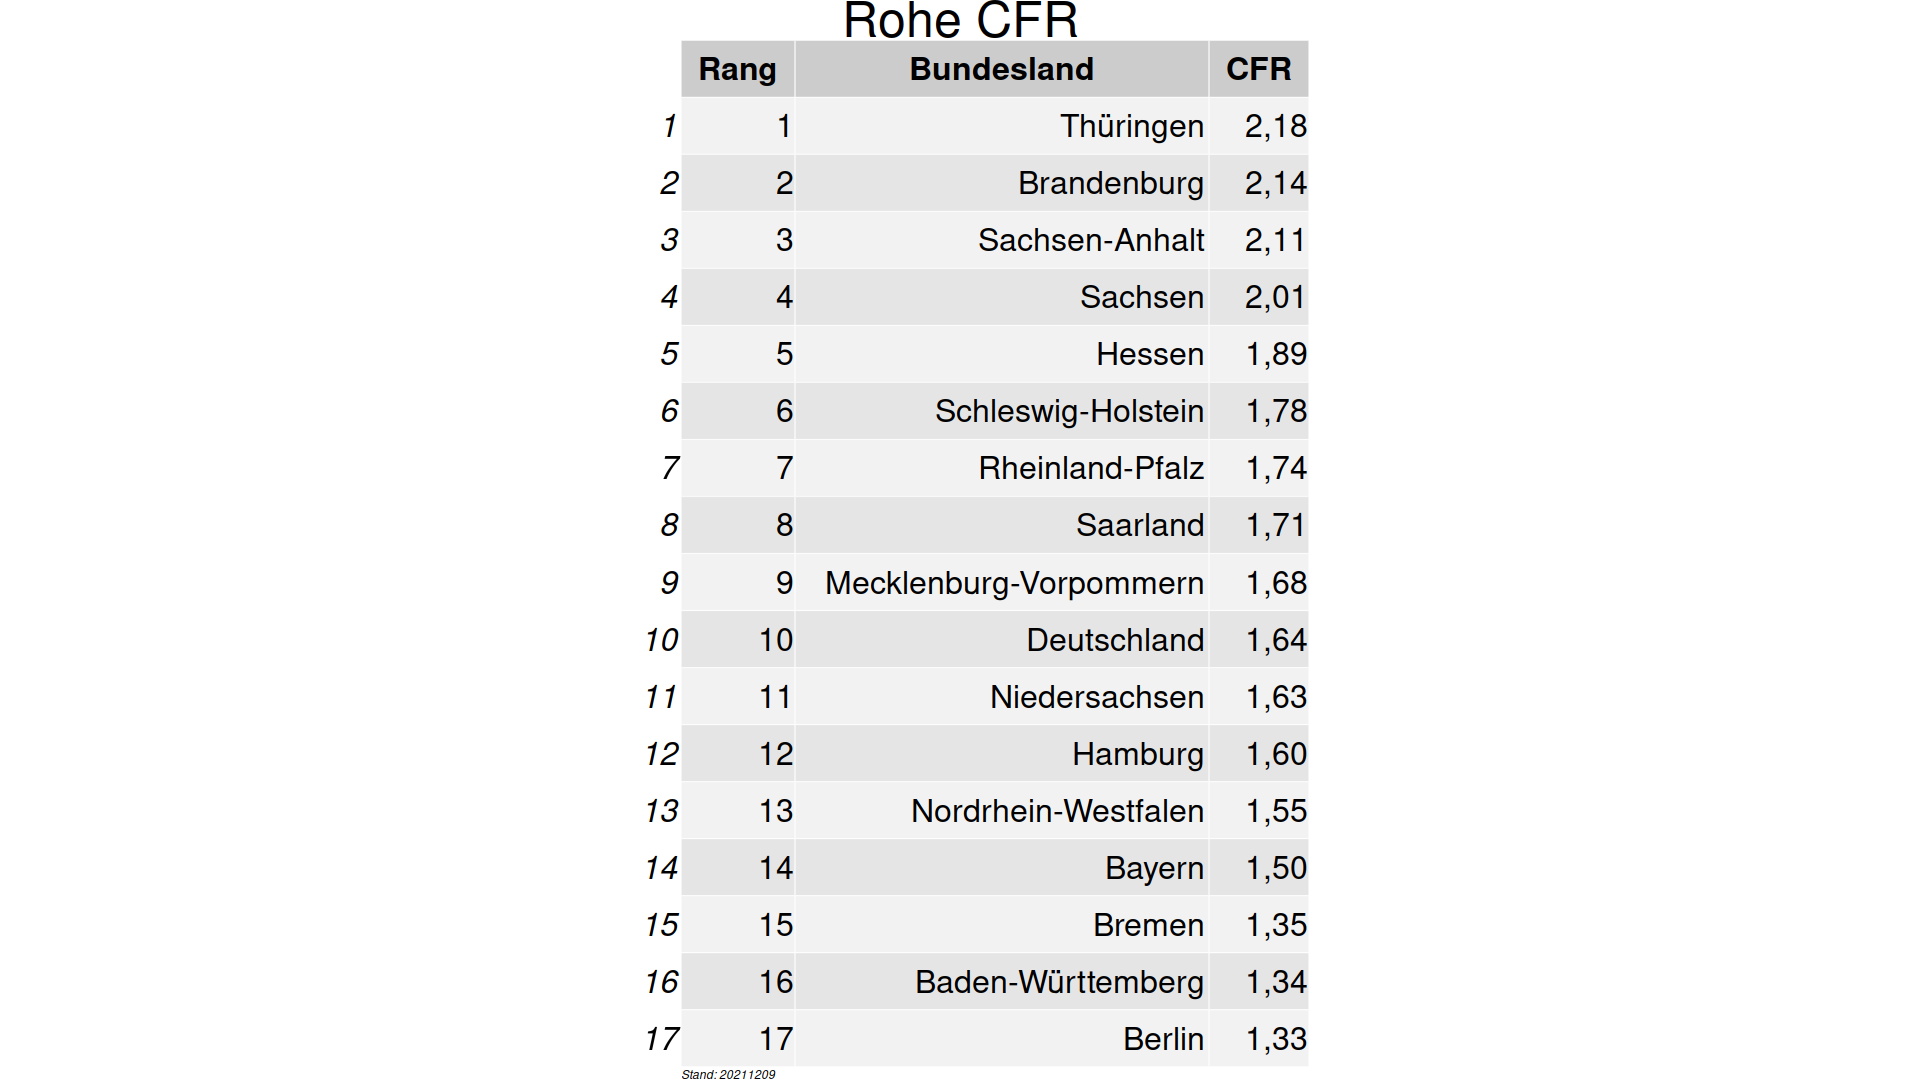 Rohe CFR
Rang Bundesland CFR
1 1 Thüringen 2,18
2 2 Brandenburg 2,14
3 3 Sachsen-Anhalt 2,11
4 4 Sachsen 2,01
5 5 Hessen 1,89
6 6 Schleswig-Holstein 1,78
7 7 Rheinland-Pfalz 1,74
8 8 Saarland 1,71
9 9 Mecklenburg-Vorpommern 1,68
10 10 Deutschland 1,64
11 11 Niedersachsen 1,63
12 12 Hamburg 1,60
13 13 Nordrhein-Westfalen 1,55
14 14 Bayern 1,50
15 15 Bremen 1,35
16 16 Baden-Württemberg 1,34
17 17 Berlin 1,33
Stand: 20211209